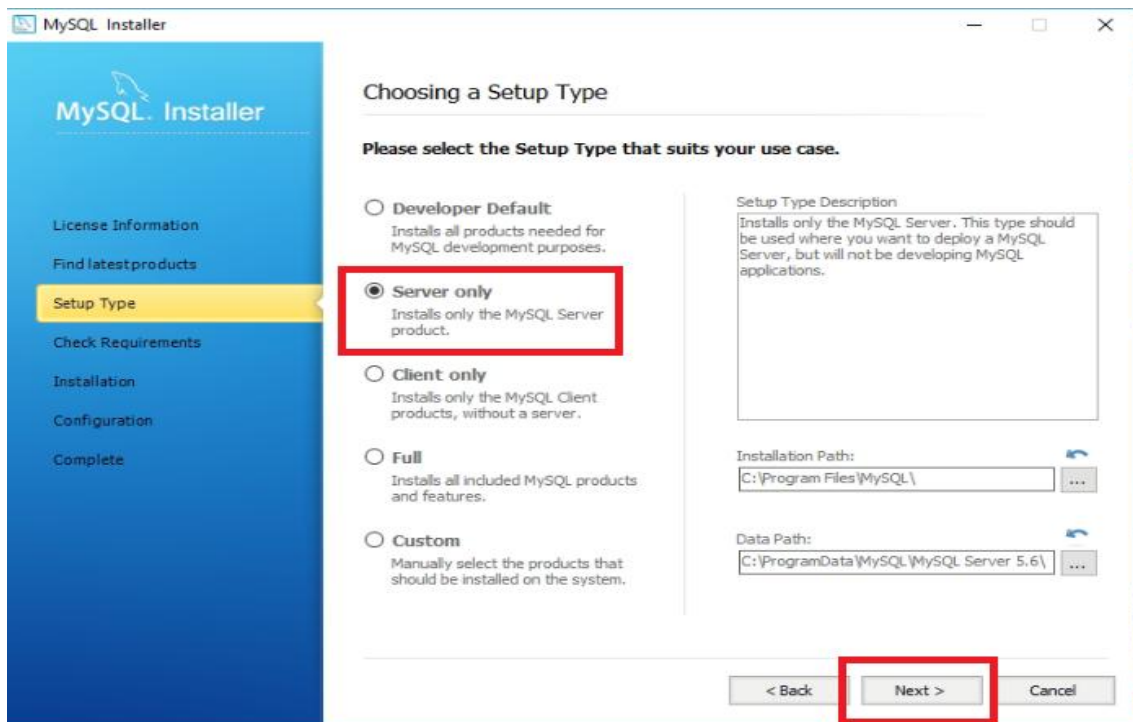 MySQL Installer
MySQL. Installer
License Information
Find latest products
Setup Type
Check Requirements
Installation
Configuration
Complete
Choosing a Setup Type
Please select the Setup Type that suits your use case.
Developer Default
Installs all products needed for
MySQL development purposes.
Server only
Installs only the MySQL Server
product.
Client only
Installs only the MySQL Client
products, without a server.
Full
Installs all included MySQL products
and features.
Custom
Manually select the products that
should be installed on the system.
Setup Type Description
Installs only the MySQL Server. This type should
be used where you want to deploy a MySQL
Server, but will not be developing MySQL
applications.
Installation Path:
C:\Program Files\MySQL\
...
Data Path:
C:\ProgramData\MySQL\MySQL Server 5.6\
...
< Back
Next >
Cancel